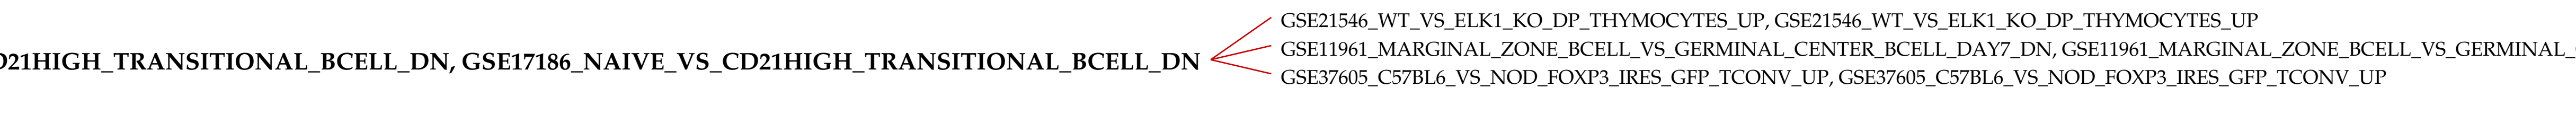 GSE21546_WT_VS_ELK1_KO_DP_THYMOCYTES_UP, GSE21546_WT_VS_ELK1_KO_DP_THYMOCYTES_UP
GSE11961_MARGINAL_ZONE_BCELL_VS_GERMINAL_CENTER_BCELL_DAY7_DN, GSE11961_MARGINAL_ZONE_BCELL_VS_GERMINAL_
D21HIGH_TRANSITIONAL_BCELL_DN, GSE17186_NAIVE_VS_CD21HIGH_TRANSITIONAL_BCELL_DN
GSE37605_C57BL6_VS_NOD_FOXP3_IRES_GFP_TCONV_UP, GSE37605_C57BL6_VS_NOD_FOXP3_IRES_GFP_TCONV_UP